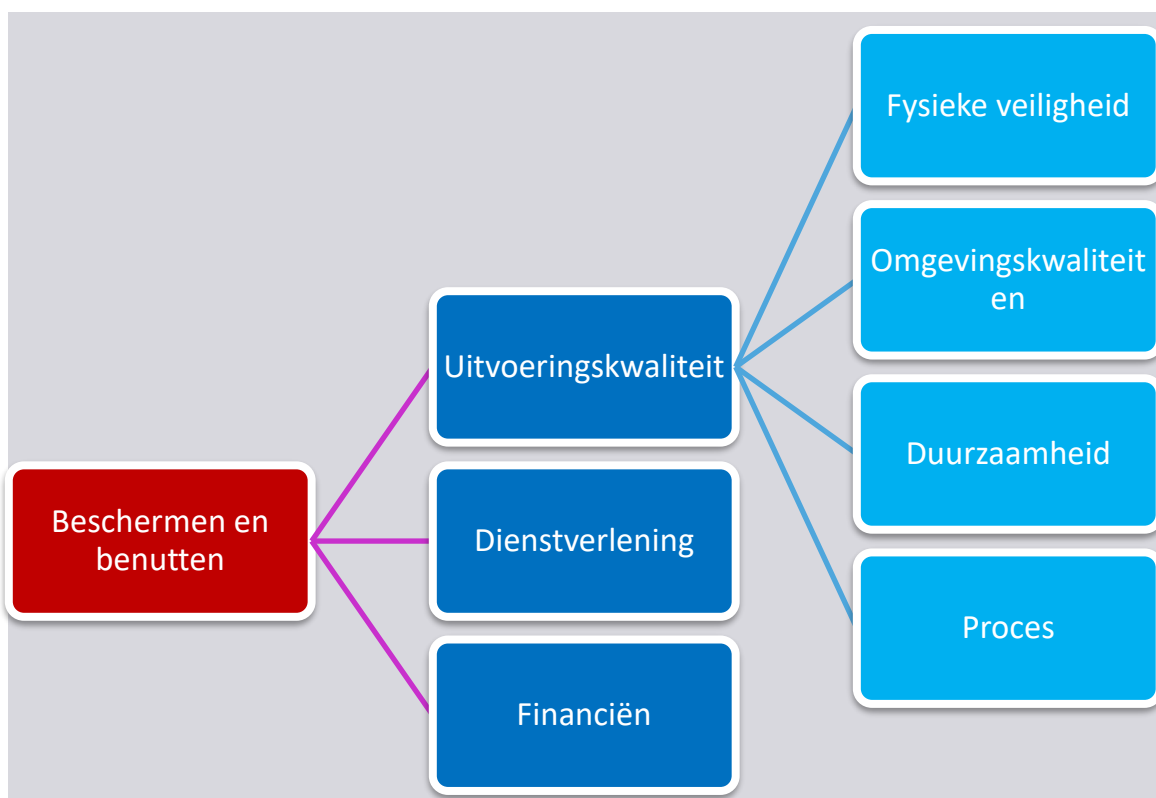 Fysieke veiligheid
Omgevingskwaliteit
en
Uitvoeringskwaliteit
Duurzaamheid
Beschermen en
benutten
Dienstverlening
Proces
Financiën